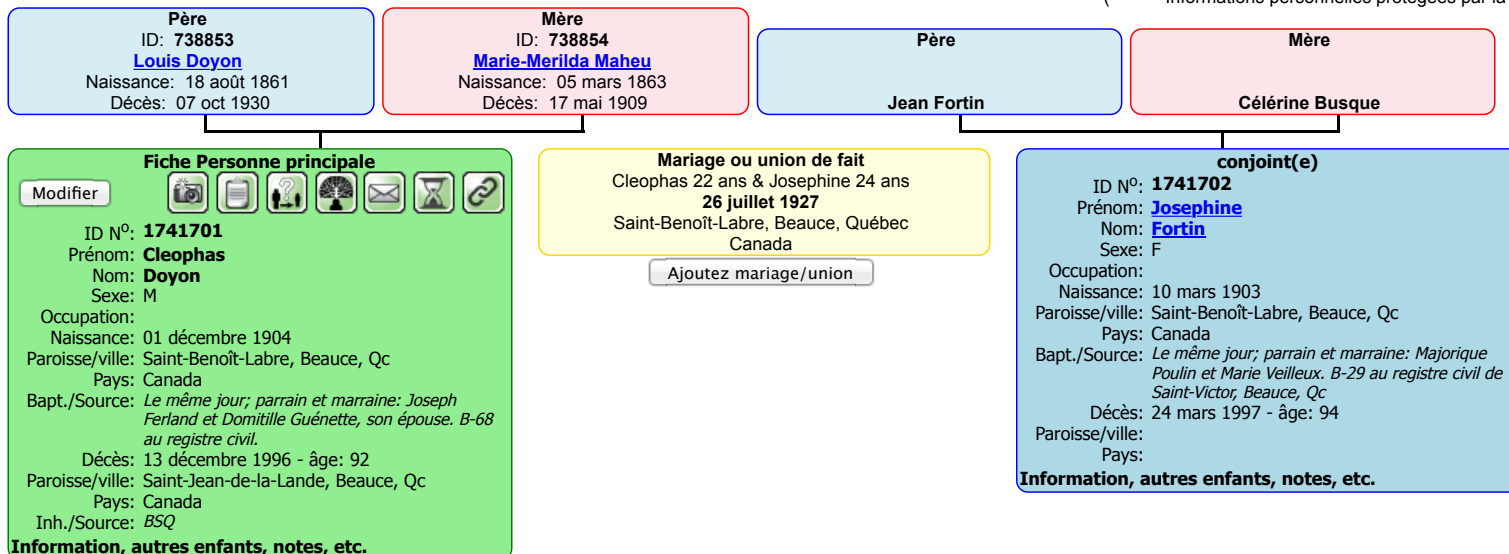 ( Informations personnelles protégées par la
Père
ID: 738853
Louis Doyon
Naissance: 18 août 1861
Décès: 07 oct 1930
Mère
ID: 738854
Marie-Merilda Maheu
Naissance: 05 mars 1863
Décès: 17 mai 1909
Père
Jean Fortin
Mère
Célérine Busque
Fiche Personne principale
Modifier
ID Nº: 1741701
Prénom: Cleophas
Nom: Doyon
Sexe: M
Occupation:
Naissance: 01 décembre 1904
Paroisse/ville: Saint-Benoît-Labre, Beauce, Qc
Pays: Canada
Bapt./Source: Le même jour; parrain et marraine: Joseph
Ferland et Domitille Guénette, son épouse. B-68
au registre civil.
Décès: 13 décembre 1996 - âge: 92
Paroisse/ville: Saint-Jean-de-la-Lande, Beauce, Qc
Pays: Canada
Inh./Source: BSQ
Information, autres enfants, notes, etc.
Mariage ou union de fait
Cleophas 22 ans & Josephine 24 ans
26 juillet 1927
Saint-Benoît-Labre, Beauce, Québec
Canada
Ajoutez mariage/union
conjoint(e)
ID Nº: 1741702
Prénom: Josephine
Nom: Fortin
Sexe: F
Occupation:
Naissance: 10 mars 1903
Paroisse/ville: Saint-Benoît-Labre, Beauce, Qc
Pays: Canada
Bapt./Source: Le même jour; parrain et marraine: Majorique
Poulin et Marie Veilleux. B-29 au registre civil de
Saint-Victor, Beauce, Qc
Décès: 24 mars 1997 - âge: 94
Paroisse/ville:
Pays:
Information, autres enfants, notes, etc.